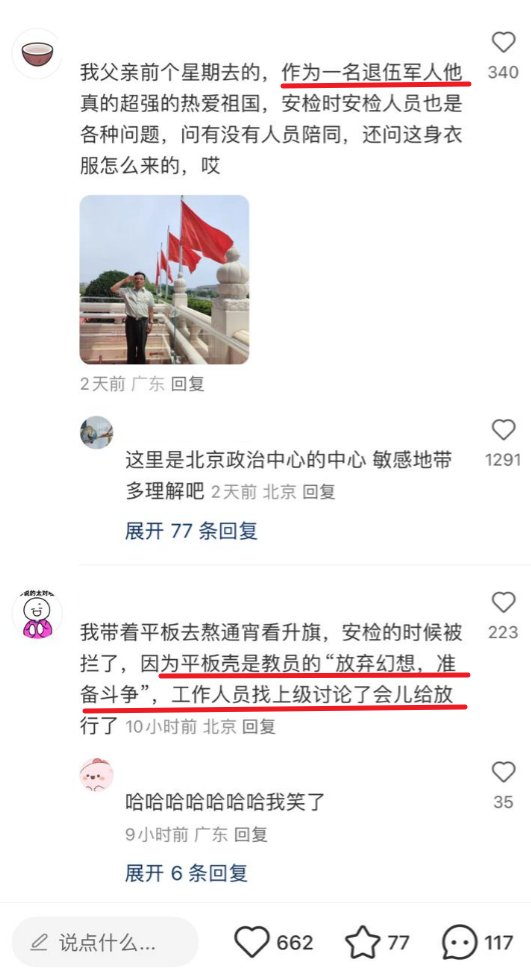 我父亲前个星期去的，作为一名退伍军人他
340
真的超强的热爱祖国，安检时安检人员也是
各种问题，问有没有人员陪同，还问这身衣
服怎么来的，哎
2天前 广东 回复
这里是北京政治中心的中心 敏感地带
1291
多理解吧 2天前 北京 回复
展开 77 条回复
说的太对
我带着平板去熬通宵看升旗，安检的时候被
223
拦了，因为平板壳是教员的“放弃幻想，准
备斗争”，工作人员找上级讨论了会儿给放
行了 10小时前 北京 回复
哈哈哈哈哈哈哈我笑了
35
9小时前 广东 回复
展开 6 条回复
说点什么...
662
77
117